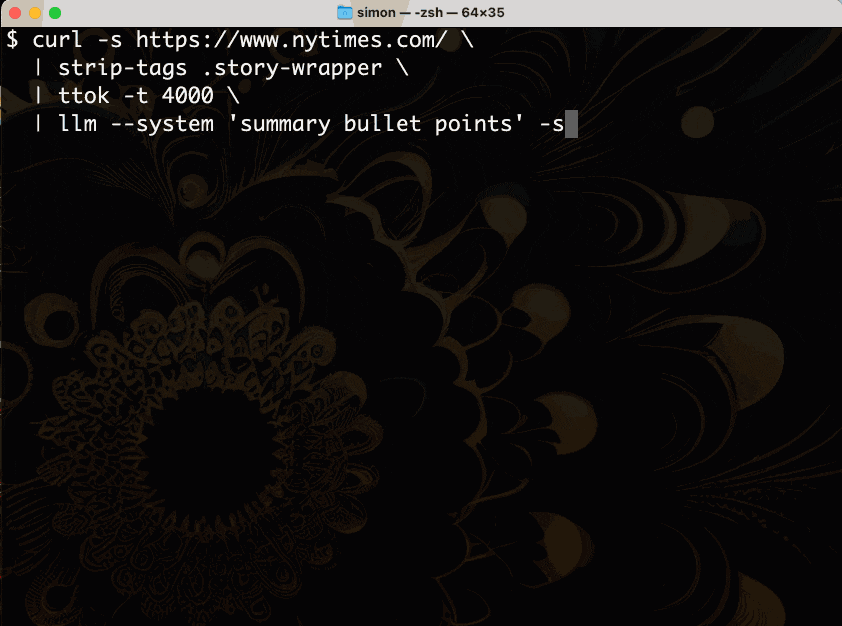 simon — -zsh — 64×35
$ curl -s https://www.nytimes.com/ \
  | strip-tags .story-wrapper \
  | ttok -t 4000 \
  | llm --system 'summary bullet points' -s